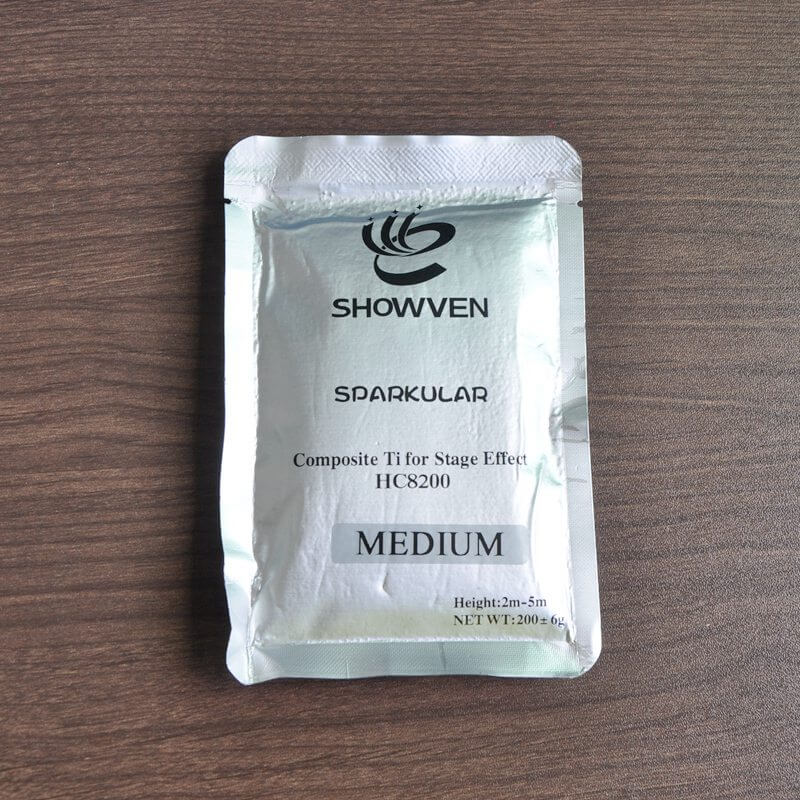 SHOWVEN
SPARKULAR
Composite Ti for Stage Effect
HC8200
MEDIUM
Height:2m-5m
NET WT:200±6g